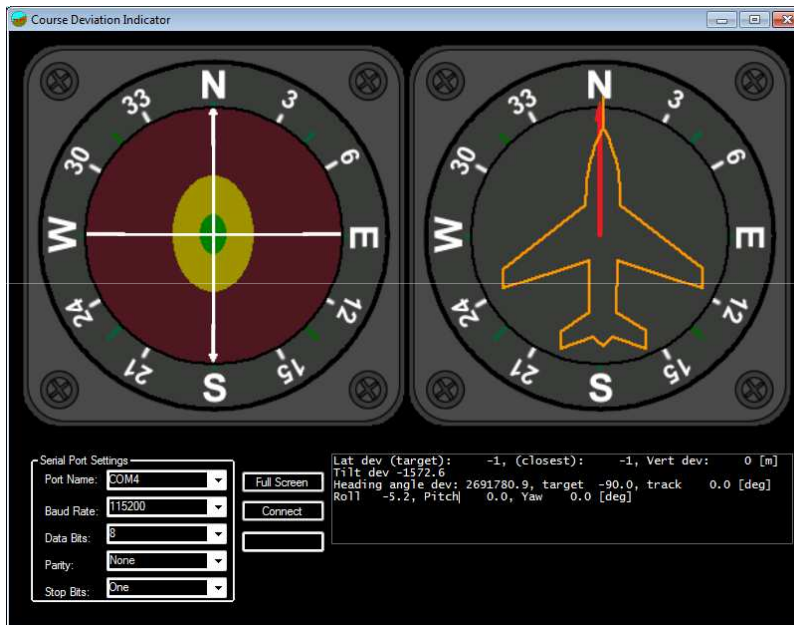 Course Deviation Indicator
N
33
3
30
6
W
E
24
12
21
15
S
N
33
3
30
6
W
E
24
12
21
15
S
Serial Port Settings
Port Name: COM4
Baud Rate: 115200
Data Bits: 8
Parity: None
Stop Bits: One
Full Screen
Connect
Lat dev (target): -1, (closest): -1, Vert dev: 0 [m]
Tilt dev -1572.6
Heading angle dev: 2691780.9, target -90.0, track 0.0 [deg]
Roll -5.2, Pitch 0.0, Yaw 0.0 [deg]